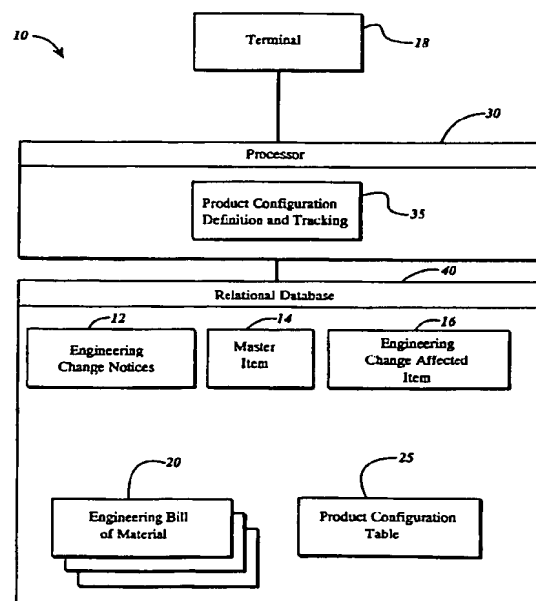 10
Terminal
18
30
Processor
Product Configuration
Definition and Tracking
35
40
Relational Database
12
14
16
Engineering
Change Notices
Master
Item
Engineering
Change Affected
Item
20
25
Engineering Bill
of Material
Product Configuration
Table